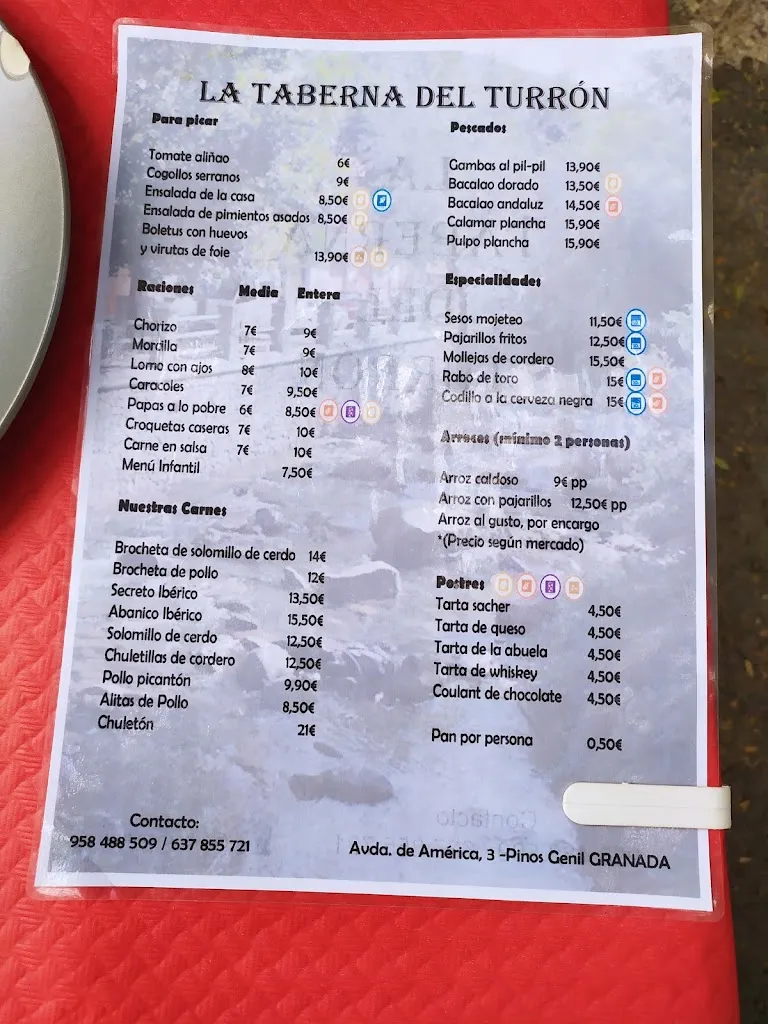 LA TABERNA DEL TURRÓN
Para picar
Tomate aliñao 6€
Cogollos serranos 9€
Ensalada de la casa 8,50€
Ensalada de pimientos asados 8,50€
Boletus con huevos
y virutas de foie 13,90€
Raciones Media Entera
Chorizo 7€ 9€
Morcilla 7€ 9€
Lomo con ajos 8€ 10€
Caracoles 7€ 9,50€
Papas a lo pobre 6€ 8,50€
Croquetas caseras 7€ 10€
Carne en salsa 7€ 10€
Menú Infantil 7,50€
Nuestras Carnes
Brocheta de solomillo de cerdo 14€
Brocheta de pollo 12€
Secreto Ibérico 13,50€
Abanico Ibérico 15,50€
Solomillo de cerdo 12,50€
Chuletillas de cordero 12,50€
Pollo picantón 9,90€
Alitas de Pollo 8,50€
Chuletón 21€
Contacto:
958 488 509 / 637 855 721
Pescados
Gambas al pil-pil 13,90€
Bacalao dorado 13,50€
Bacalao andaluz 14,50€
Calamar plancha 15,90€
Pulpo plancha 15,90€
Especialidades
Sesos mojeteo 11,50€
Pajarillos fritos 12,50€
Mollejas de cordero 15,50€
Rabo de toro 15€
Codillo a la cerveza negra 15€
Arroces (mínimo 2 personas)
Arroz caldoso 9€ pp
Arroz con pajarillos 12,50€ pp
Arroz al gusto, por encargo
*(Precio según mercado)
Postres
Tarta sacher 4,50€
Tarta de queso 4,50€
Tarta de la abuela 4,50€
Tarta de whiskey 4,50€
Coulant de chocolate 4,50€
Pan por persona 0,50€
Avda. de América, 3 -Pinos Genil GRANADA